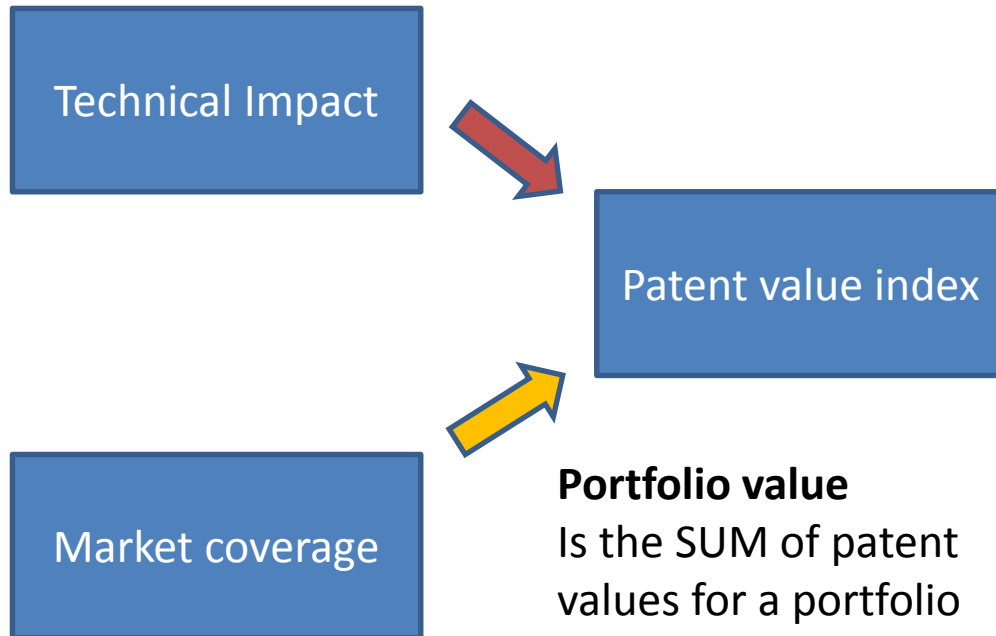 Technical Impact
Patent value index
Market coverage
Portfolio value
Is the SUM of patent
values for a portfolio